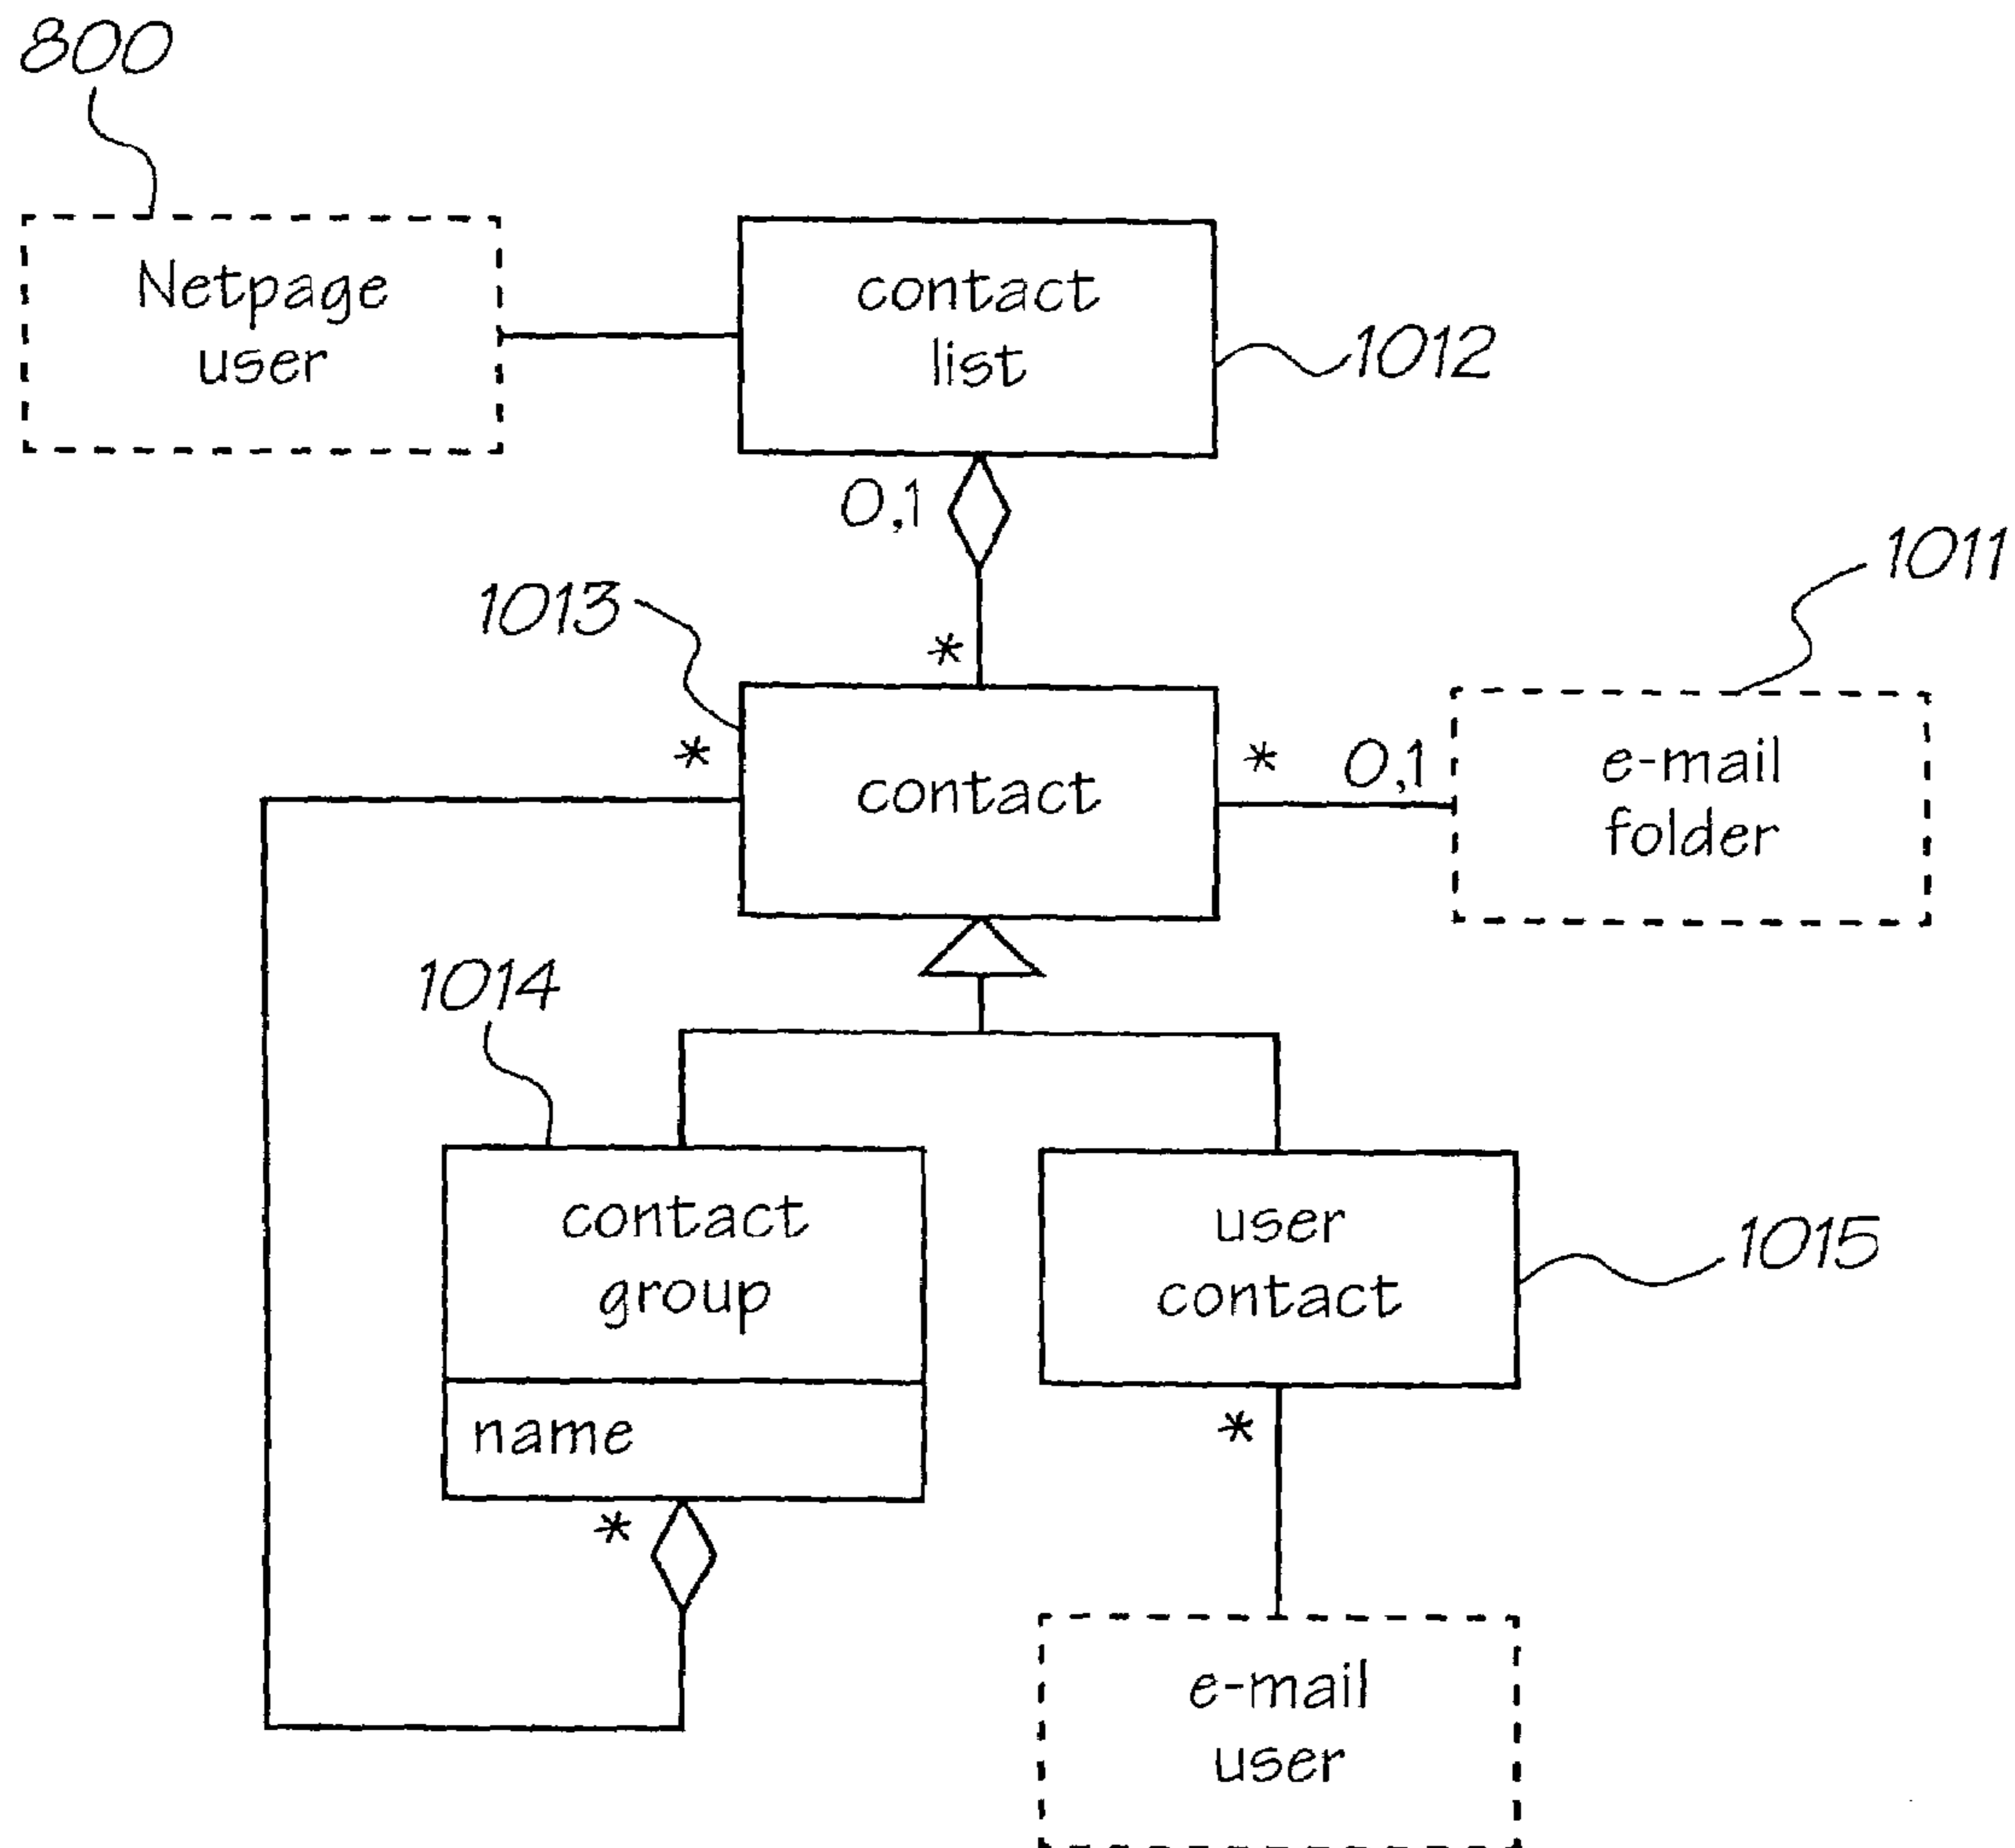 800
Netpage
user
contact
list
1012
0,1
*
1011
1013
*
contact
*
0,1
e-mail
folder
1014
contact
group
name
*
user
contact
1015
*
e-mail
user